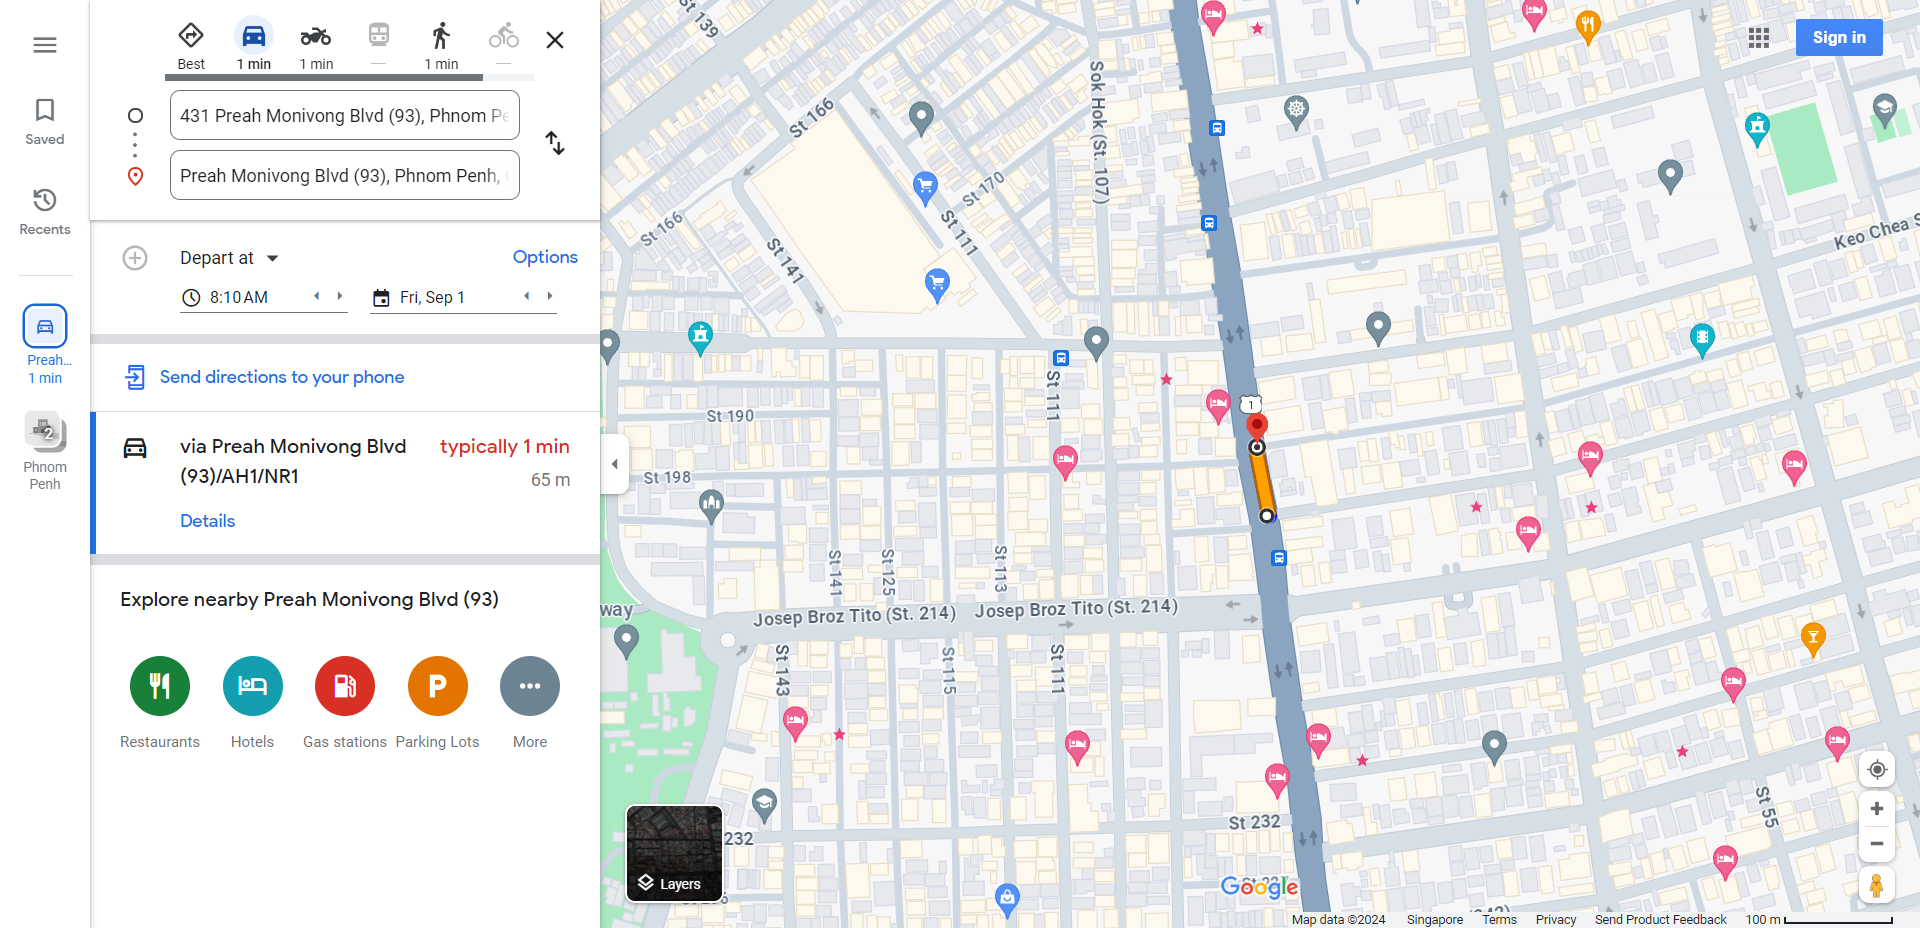 Best
1 min
1 min
—
1 min
—
431 Preah Monivong Blvd (93), Phnom Pe
Preah Monivong Blvd (93), Phnom Penh,
Saved
Recents
Preah...
1 min
2
Phnom
Penh
Depart at
Options
8:10 AM
Fri, Sep 1
Send directions to your phone
via Preah Monivong Blvd
(93)/AH1/NR1
typically 1 min
65 m
Details
Explore nearby Preah Monivong Blvd (93)
P
Restaurants
Hotels
Gas stations
Parking Lots
More
Sign in
St 139
St 166
Sok Hok (St. 107)
St 170
St 166
St 111
St 141
Keo Chea S
St 190
St 111
1
St 198
St 141
St 125
St 113
way
Josep Broz Tito (St. 214)
Josep Broz Tito (St. 214)
St 143
St 115
St 111
St 55
St 232
232
Layers
Google
Map data ©2024
Singapore
Terms
Privacy
Send Product Feedback
100 m